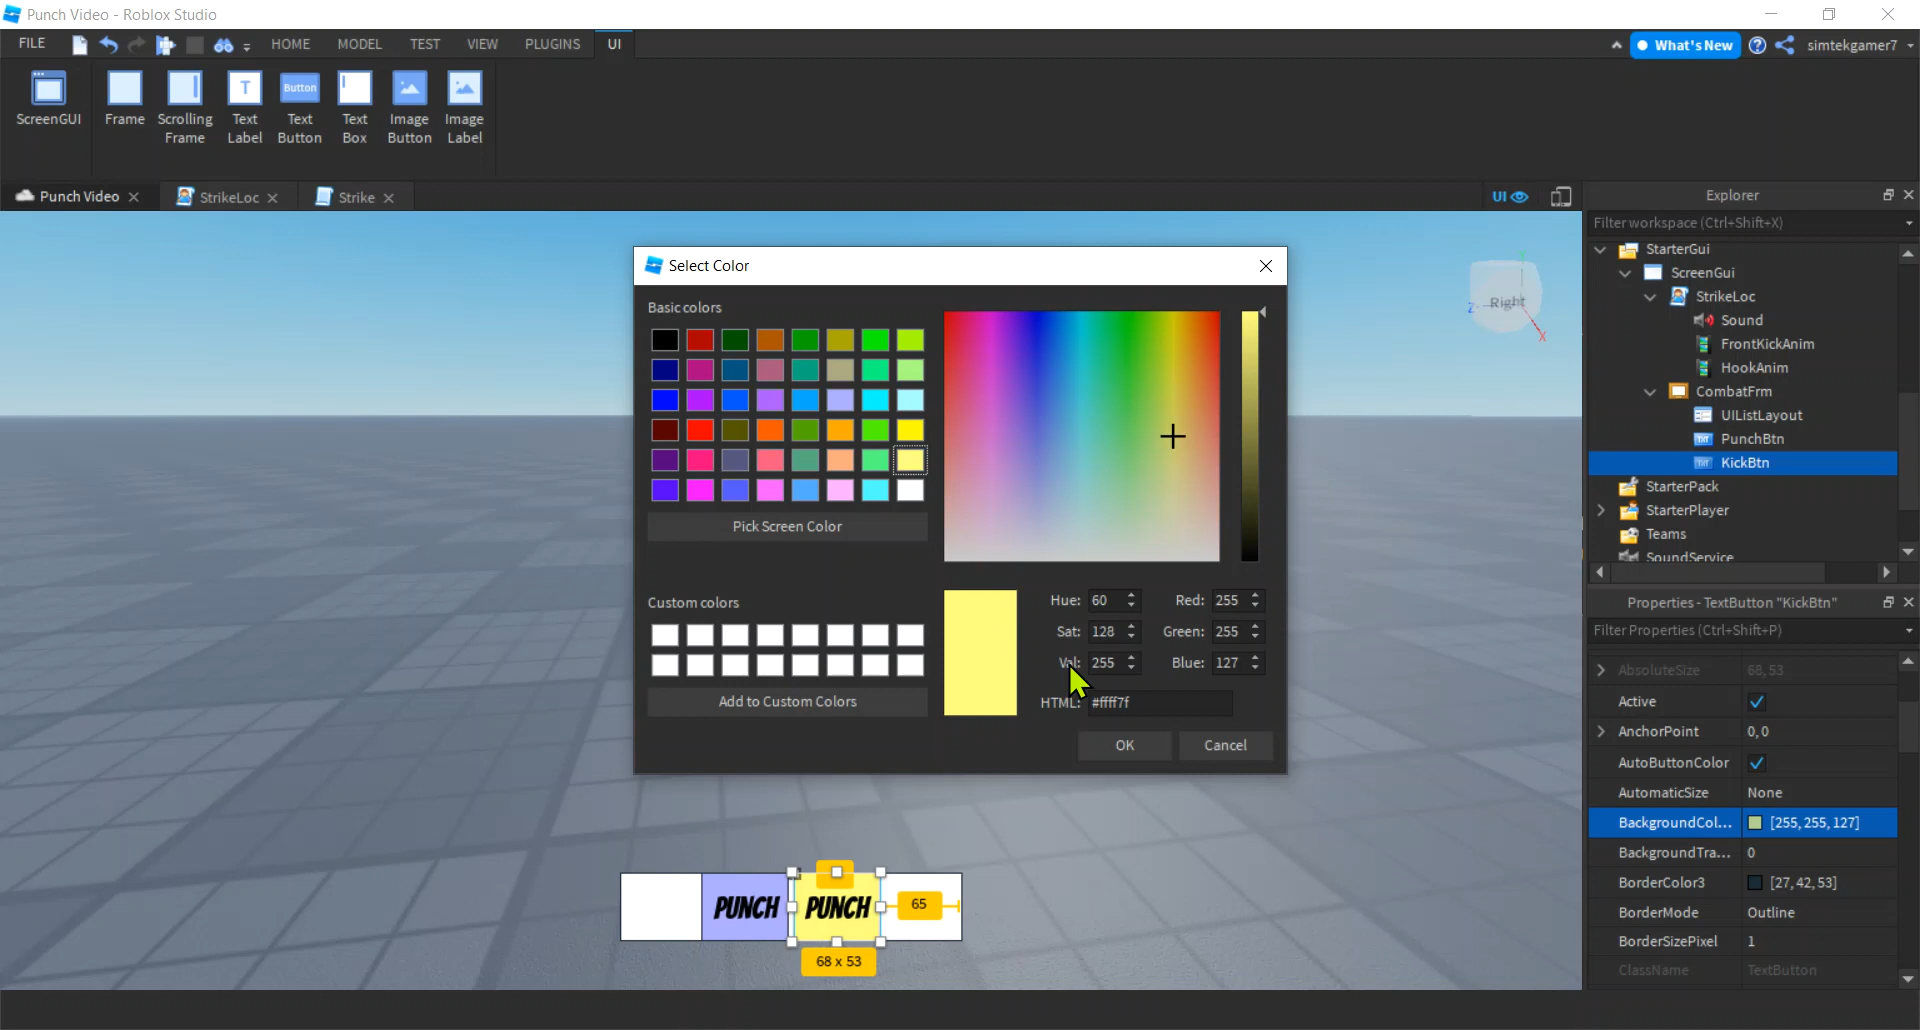 Punch Video - Roblox Studio
FILE HOME MODEL TEST VIEW PLUGINS UI What's New simtekgamer7
ScreenGUI
Frame
Scrolling
Frame
T
Text
Label
Button
Text
Button
Text
Box
Image
Button
Image
Label
Punch Video StrikeLoc Strike UI
Explorer
Filter workspace (Ctrl+Shift+X)
StarterGui
ScreenGui
StrikeLoc
Sound
FrontKickAnim
HookAnim
CombatFrm
UIListLayout
TXT PunchBtn
TXT KickBtn
StarterPack
StarterPlayer
Teams
SoundService
Right
Z
X
Select Color
Basic colors
Pick Screen Color
Custom colors
Add to Custom Colors
Hue: 60 Red: 255
Sat: 128 Green: 255
Val: 255 Blue: 127
HTML: #ffff7f
OK Cancel
PUNCH PUNCH 65
68 x 53
Properties - TextButton "KickBtn"
Filter Properties (Ctrl+Shift+P)
AbsoluteSize 68, 53
Active
AnchorPoint 0, 0
AutoButtonColor
AutomaticSize None
BackgroundCol... [255, 255, 127]
BackgroundTra... 0
BorderColor3 [27, 42, 53]
BorderMode Outline
BorderSizePixel 1
ClassName TextButton